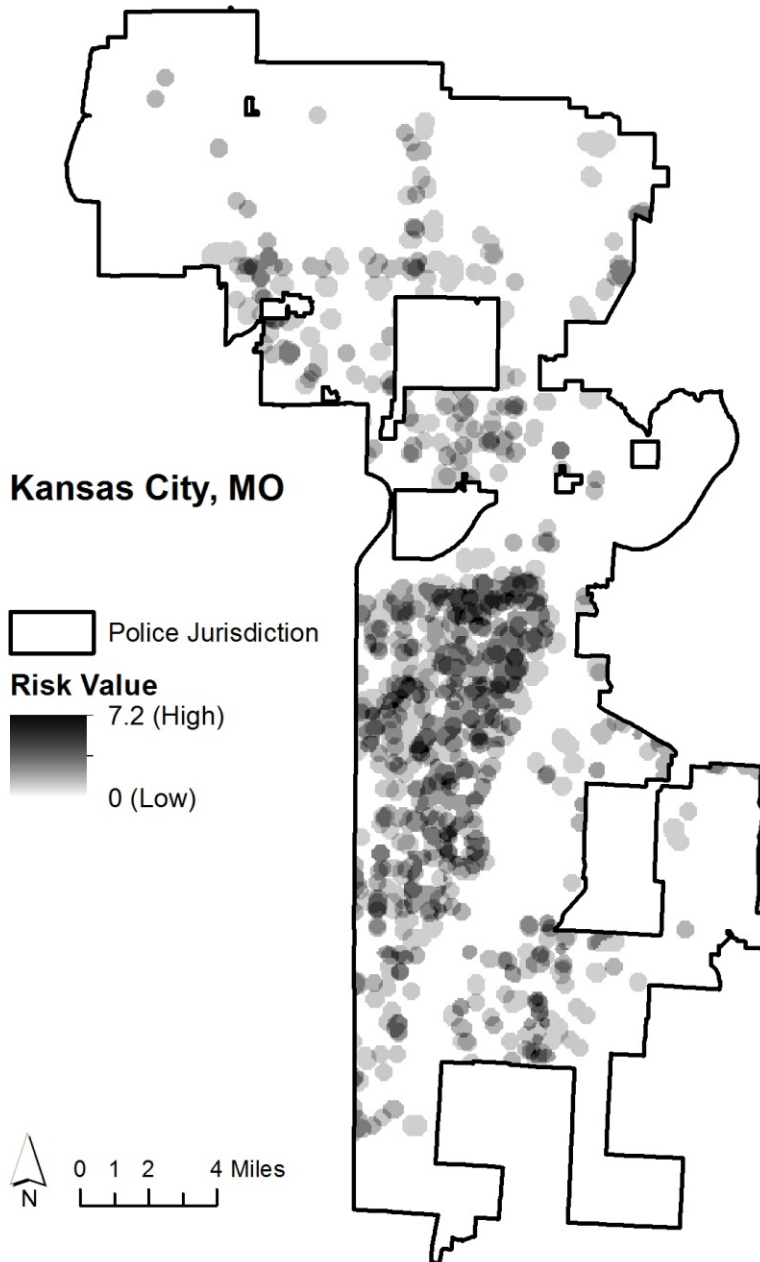 Kansas City, MO
Police Jurisdiction
Risk Value
7.2 (High)
0 (Low)
N
0 1 2 4 Miles